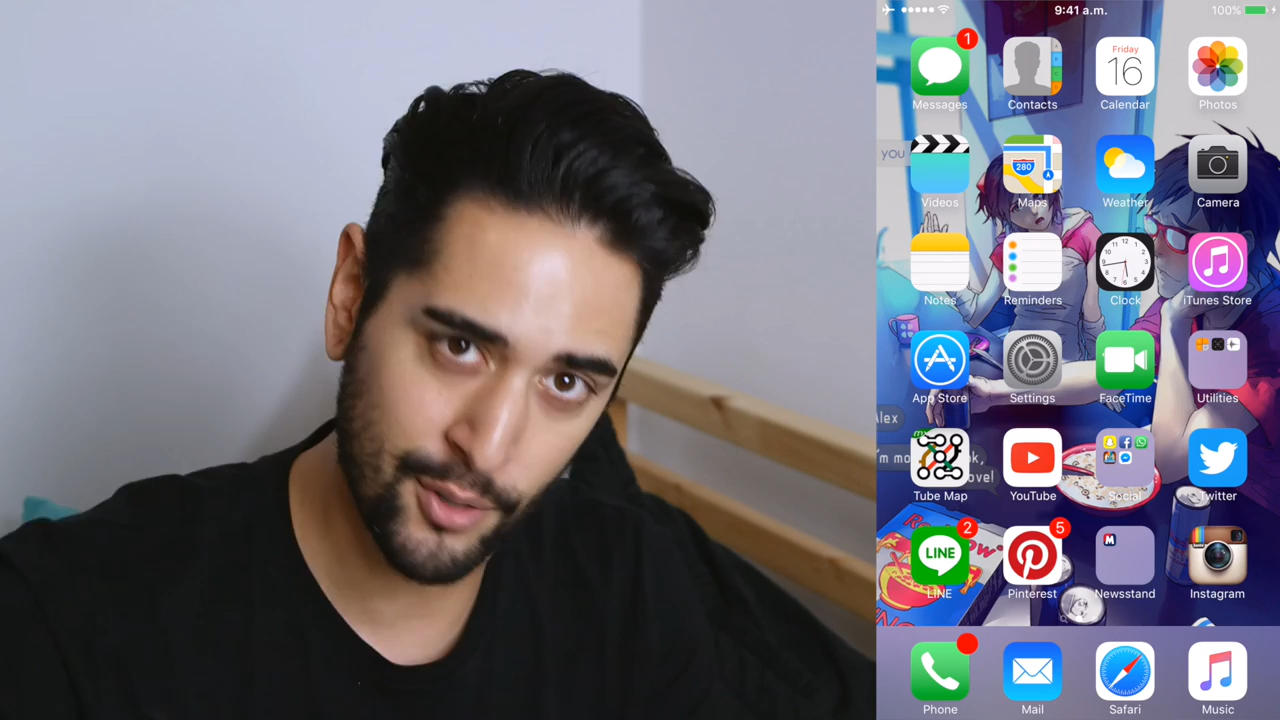 9:41 a.m.
100%
1
Messages
Contacts
Friday
16
Calendar
Photos
YOU
Videos
280
Maps
Weather
Camera
Notes
Reminders
Clock
iTunes Store
App Store
Settings
FaceTime
Utilities
Alex
Tube Map
YouTube
Social
Twitter
2
LINE
LINE
5
Pinterest
Newsstand
Instagram
Phone
Mail
Safari
Music